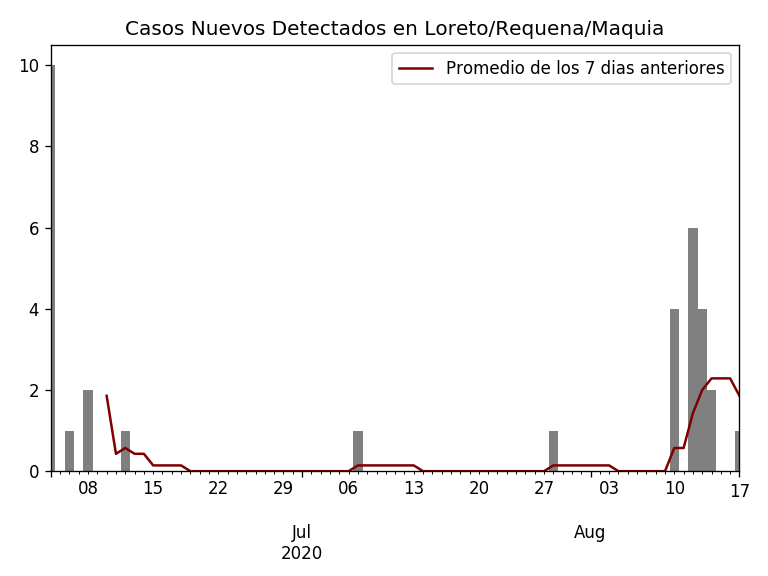 Casos Nuevos Detectados en Loreto/Requena/Maquia
Promedio de los 7 dias anteriores
10
8
6
4
2
0
08 15 22 29 06 13 20 27 03 10 17
Jul Aug
2020